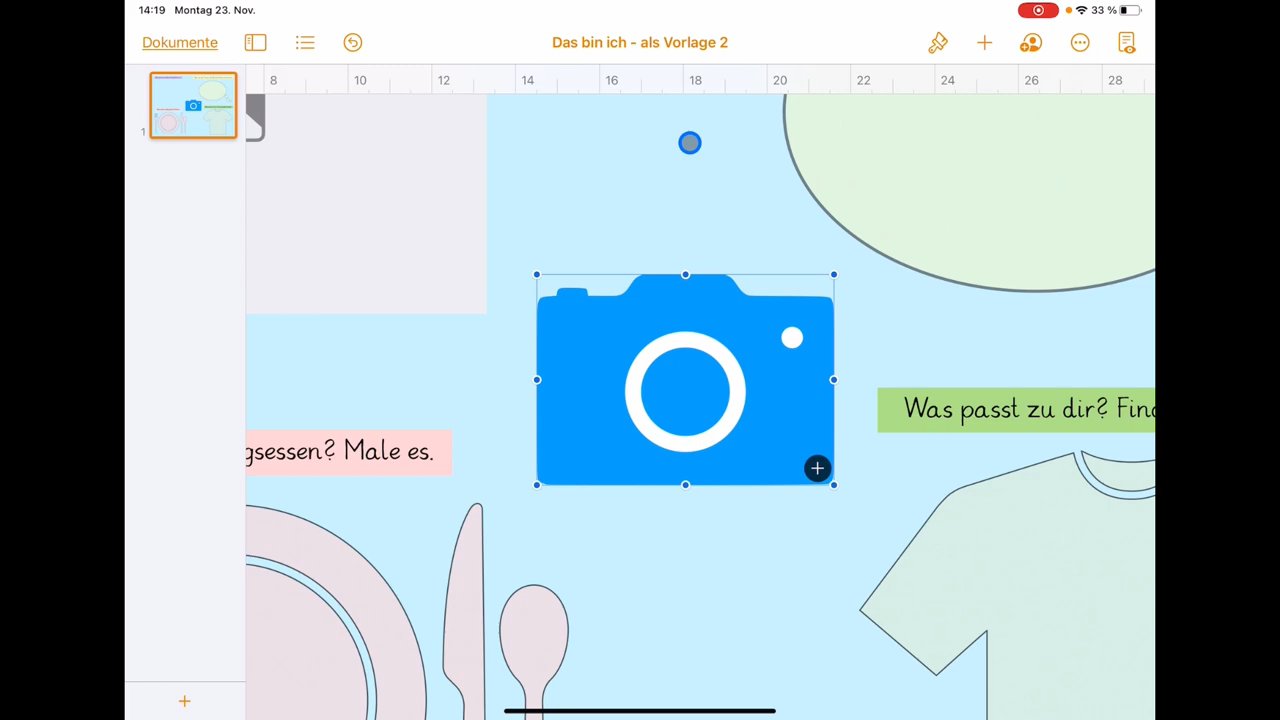 14:19 Montag 23. Nov. 33 %
Dokumente
Das bin ich - als Vorlage 2
8 10 12 14 16 18 20 22 24 26 28
1
Was passt zu dir? Find
gsessen? Male es.